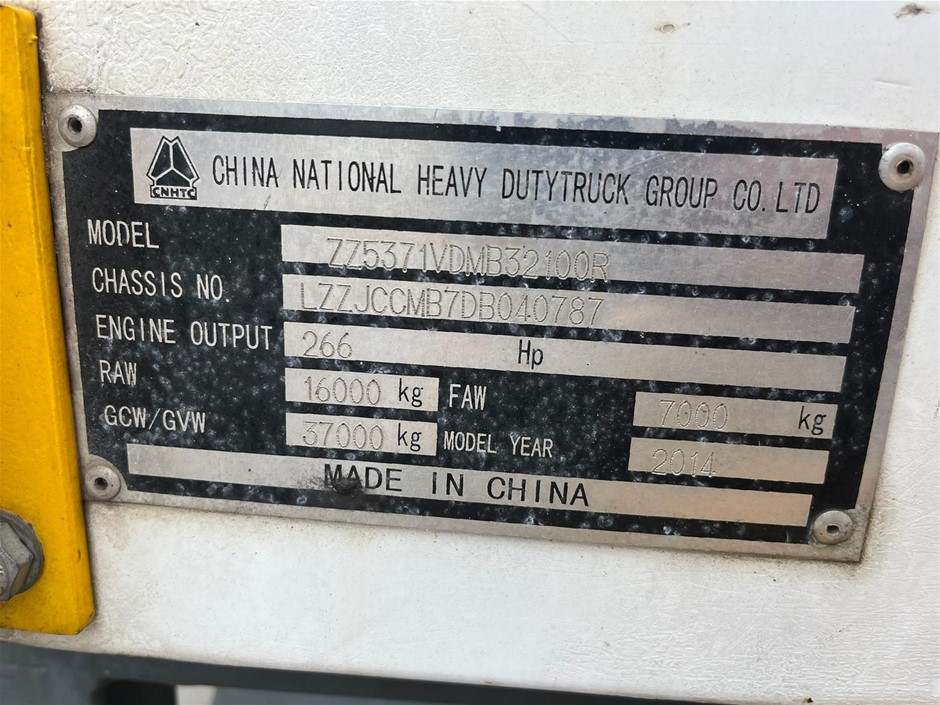 CNHTC CHINA NATIONAL HEAVY DUTYTRUCK GROUP CO.LTD
MODEL ZZ5371VDMB32100R
CHASSIS NO. LZZJCCMB7DB040787
ENGINE OUTPUT 266 Hp
RAW 16000 kg FAW 7000 kg
GCW/GVW 37000 kg MODEL YEAR 2014
MADE IN CHINA